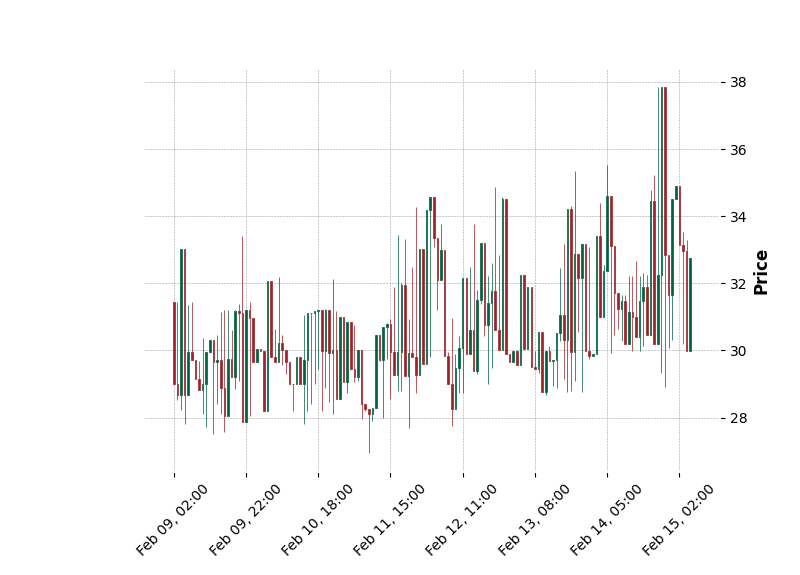 38
36
34
32
30
28
Price
Feb 09, 02:00
Feb 09, 22:00
Feb 10, 18:00
Feb 11, 15:00
Feb 12, 11:00
Feb 13, 08:00
Feb 14, 05:00
Feb 15, 02:00